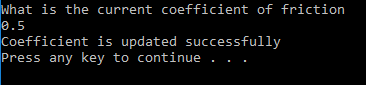 What is the current coefficient of friction
0.5
Coefficient is updated successfully
Press any key to continue . . .